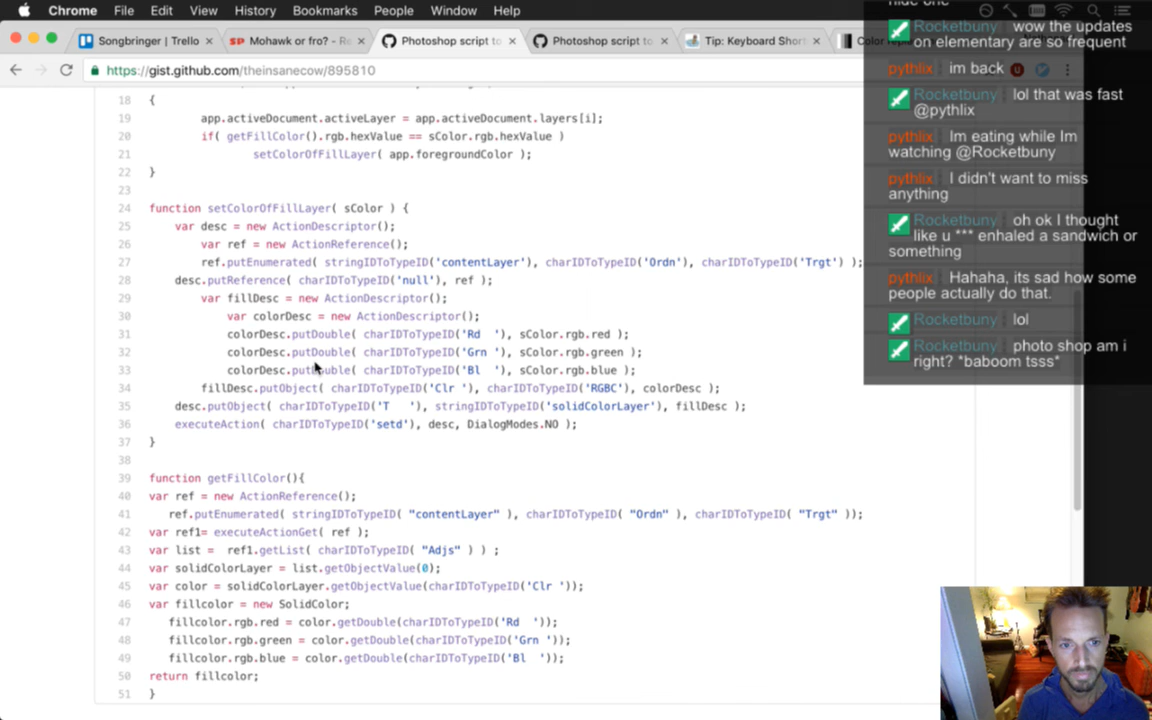 Chrome File Edit View History Bookmarks People Window Help
Songbringer | Trello × SP Mohawk or fro? - Re × Photoshop script to × Photoshop script to × Tip: Keyboard Short × Color rep
https://gist.github.com/theinsanecow/895810
18 {
19 app.activeDocument.activeLayer = app.activeDocument.layers[i];
20 if( getFillColor().rgb.hexValue == sColor.rgb.hexValue )
21 setColorOfFillLayer( app.foregroundColor );
22 }
23
24 function setColorOfFillLayer( sColor ) {
25 var desc = new ActionDescriptor();
26 var ref = new ActionReference();
27 ref.putEnumerated( stringIDToTypeID('contentLayer'), charIDToTypeID('Ordn'), charIDToTypeID('Trgt') );
28 desc.putReference( charIDToTypeID('null'), ref );
29 var fillDesc = new ActionDescriptor();
30 var colorDesc = new ActionDescriptor();
31 colorDesc.putDouble( charIDToTypeID('Rd  '), sColor.rgb.red );
32 colorDesc.putDouble( charIDToTypeID('Grn '), sColor.rgb.green );
33 colorDesc.putDouble( charIDToTypeID('Bl  '), sColor.rgb.blue );
34 fillDesc.putObject( charIDToTypeID('Clr '), charIDToTypeID('RGBC'), colorDesc );
35 desc.putObject( charIDToTypeID('T   '), stringIDToTypeID('solidColorLayer'), fillDesc );
36 executeAction( charIDToTypeID('setd'), desc, DialogModes.NO );
37 }
38
39 function getFillColor(){
40 var ref = new ActionReference();
41 ref.putEnumerated( stringIDToTypeID( "contentLayer" ), charIDToTypeID( "Ordn" ), charIDToTypeID( "Trgt" ));
42 var ref1= executeActionGet( ref );
43 var list =  ref1.getList( charIDToTypeID( "Adjs" ) ) ;
44 var solidColorLayer = list.getObjectValue(0);
45 var color = solidColorLayer.getObjectValue(charIDToTypeID('Clr '));
46 var fillcolor = new SolidColor;
47 fillcolor.rgb.red = color.getDouble(charIDToTypeID('Rd  '));
48 fillcolor.rgb.green = color.getDouble(charIDToTypeID('Grn '));
49 fillcolor.rgb.blue = color.getDouble(charIDToTypeID('Bl  '));
50 return fillcolor;
51 }
hide one
Rocketbuny wow the updates
on elementary are so frequent
pythlix im back
Rocketbuny lol that was fast
@pythlix
pythlix Im eating while Im
watching @Rocketbuny
pythlix I didn't want to miss
anything
Rocketbuny oh ok I thought
like u *** enhaled a sandwich or
something
pythlix Hahaha, its sad how some
people actually do that.
Rocketbuny lol
Rocketbuny photo shop am i
right? *baboom tsss*